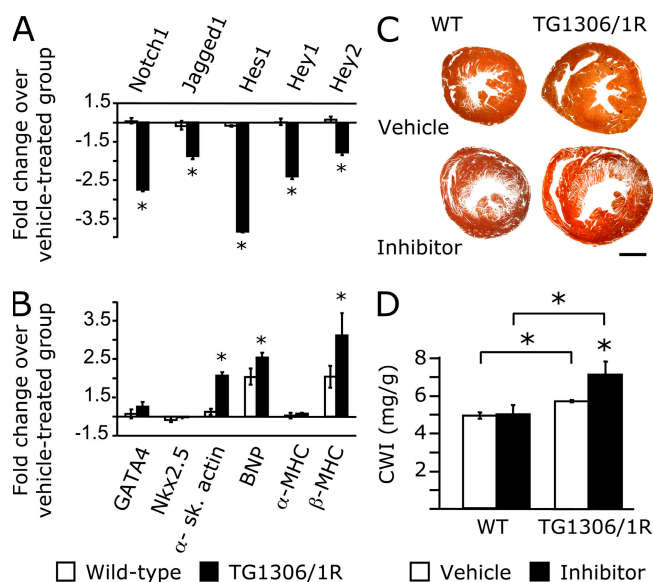 A
Notch1
Jagged1
Hes1
Hey1
Hey2
Fold change over
vehicle-treated group
1.5
-1.5
-2.5
-3.5
*
*
*
*
*
B
Fold change over
vehicle-treated group
3.5
2.5
1.5
-1.5
*
*
*
GATA4
Nkx2.5
α- sk. actin
BNP
α-MHC
β-MHC
Wild-type
TG1306/1R
C
WT
TG1306/1R
Vehicle
Inhibitor
D
CWI (mg/g)
8
6
5
4
2
0
*
*
*
WT
TG1306/1R
Vehicle
Inhibitor